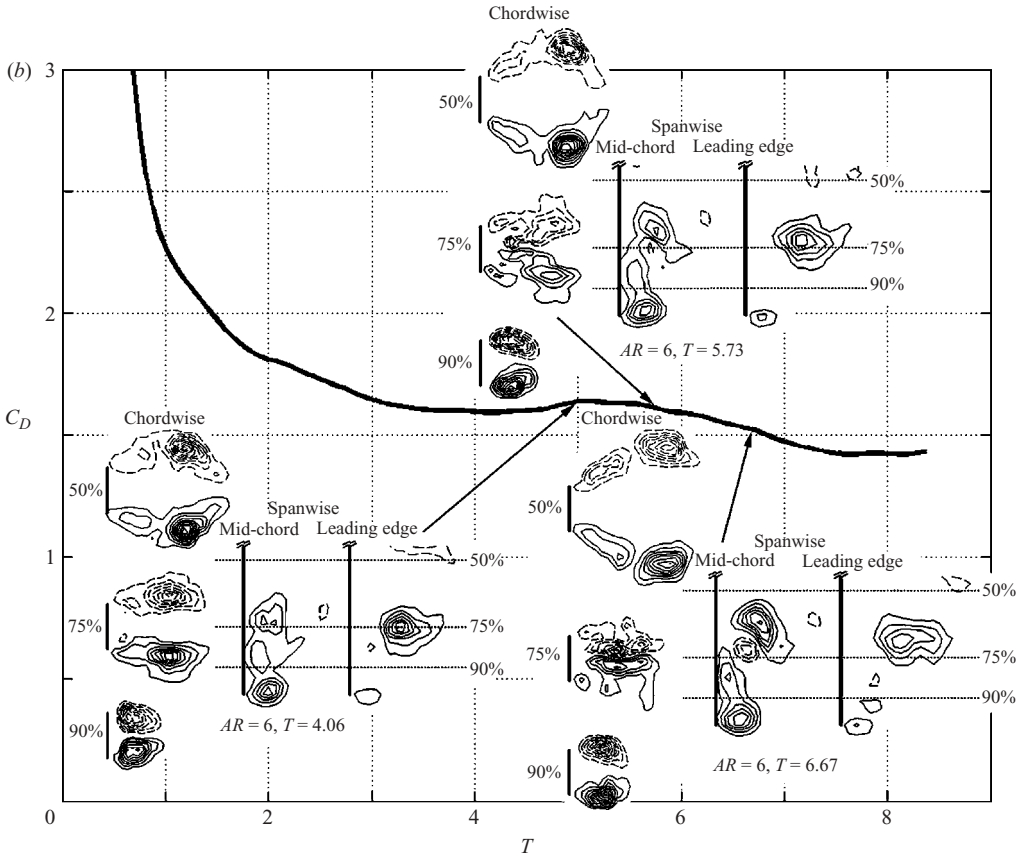 (b)
3
2
1
0
C_D
2
4
6
8
T
Chordwise
50%
75%
90%
Spanwise
Mid-chord Leading edge
50%
75%
90%
AR = 6, T = 5.73
Chordwise
50%
75%
90%
Spanwise
Mid-chord Leading edge
50%
75%
90%
AR = 6, T = 4.06
Chordwise
50%
75%
90%
Spanwise
Mid-chord Leading edge
50%
75%
90%
AR = 6, T = 6.67